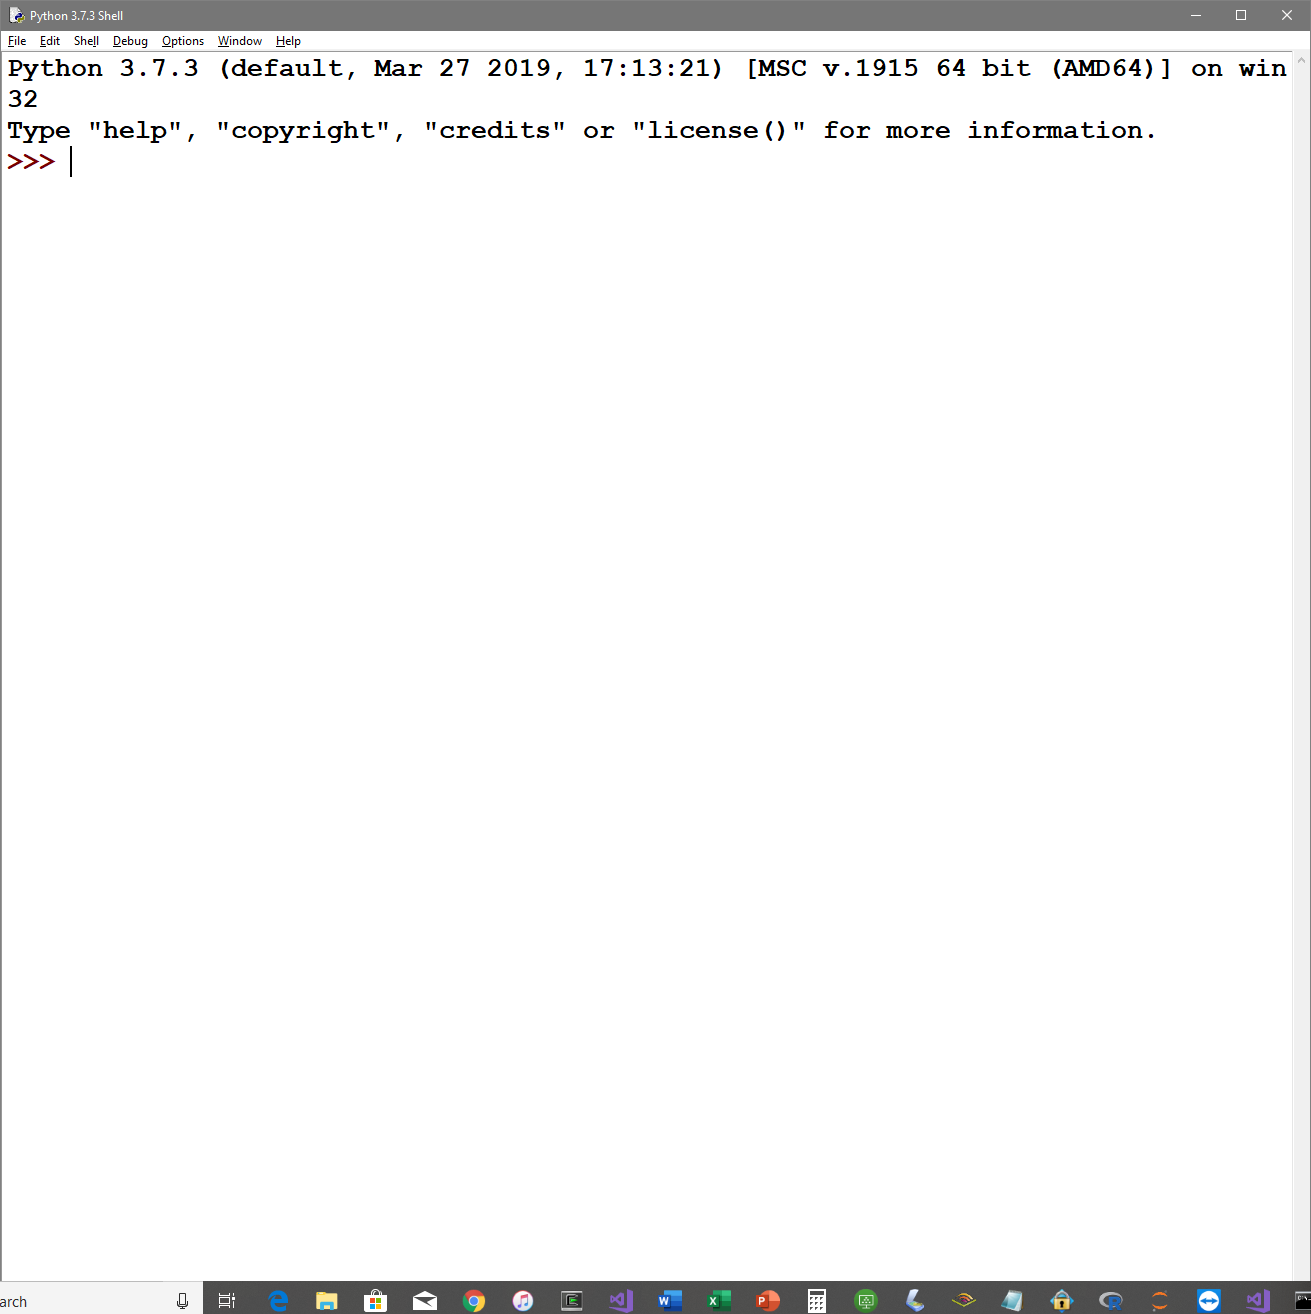 Python 3.7.3 Shell
File Edit Shell Debug Options Window Help
Python 3.7.3 (default, Mar 27 2019, 17:13:21) [MSC v.1915 64 bit (AMD64)] on win
32
Type "help", "copyright", "credits" or "license()" for more information.
>>>
arch